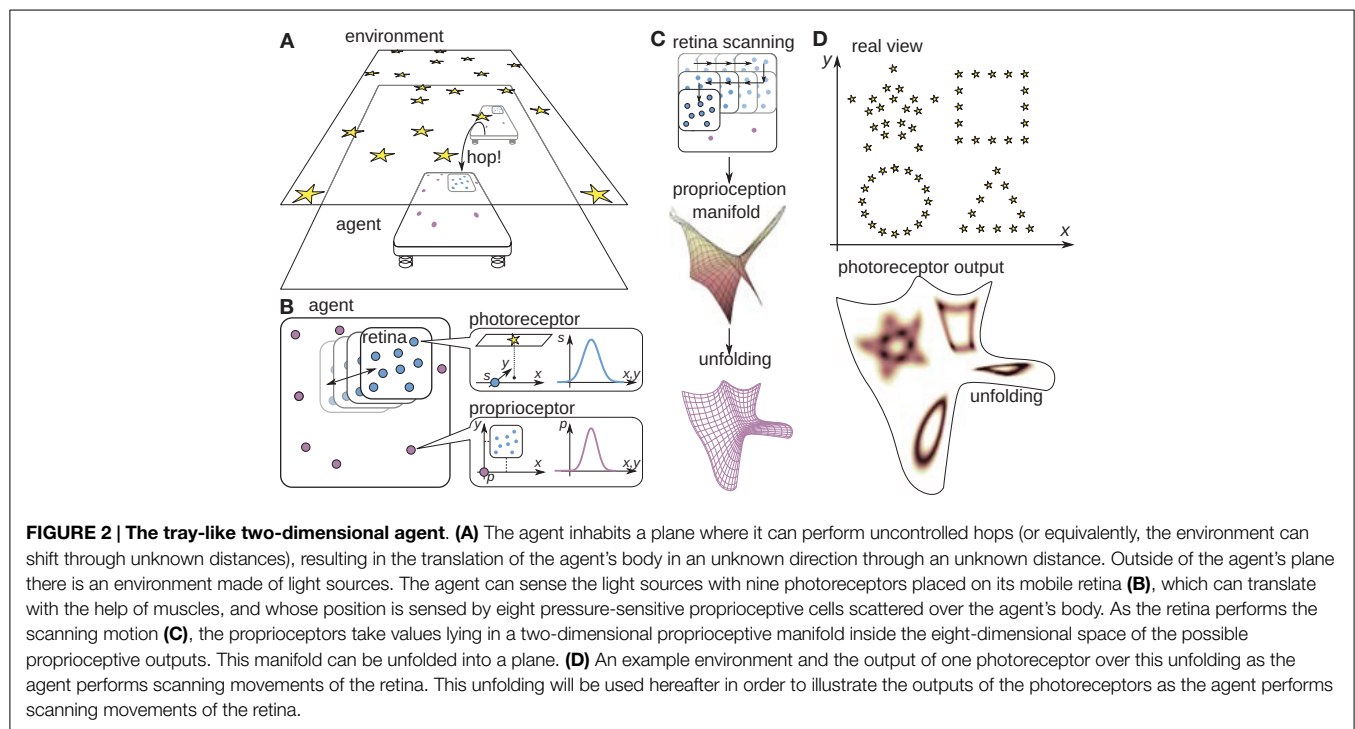 A
environment
hop!
agent
B
agent
retina
photoreceptor
s
y
s
x
x,y
proprioceptor
y
p
x
p
x,y
C
retina scanning
proprioception
manifold
unfolding
D
real view
y
x
photoreceptor output
unfolding
FIGURE 2 | The tray-like two-dimensional agent. (A) The agent inhabits a plane where it can perform uncontrolled hops (or equivalently, the environment can
shift through unknown distances), resulting in the translation of the agent's body in an unknown direction through an unknown distance. Outside of the agent's plane
there is an environment made of light sources. The agent can sense the light sources with nine photoreceptors placed on its mobile retina (B), which can translate
with the help of muscles, and whose position is sensed by eight pressure-sensitive proprioceptive cells scattered over the agent's body. As the retina performs the
scanning motion (C), the proprioceptors take values lying in a two-dimensional proprioceptive manifold inside the eight-dimensional space of the possible
proprioceptive outputs. This manifold can be unfolded into a plane. (D) An example environment and the output of one photoreceptor over this unfolding as the
agent performs scanning movements of the retina. This unfolding will be used hereafter in order to illustrate the outputs of the photoreceptors as the agent performs
scanning movements of the retina.